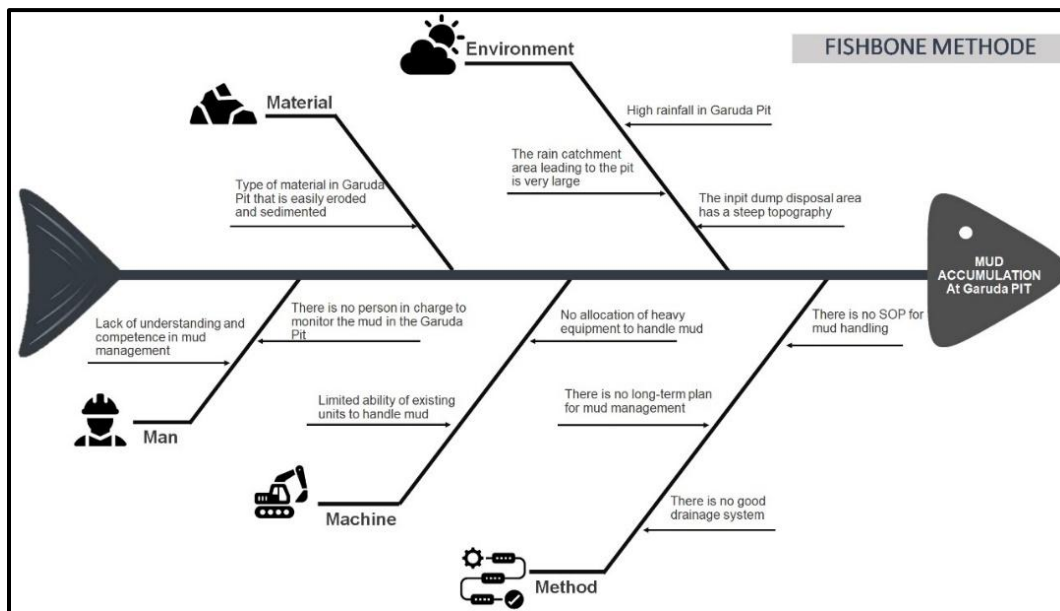 FISHBONE METHODE
Environment
High rainfall in Garuda Pit
The rain catchment
area leading to the pit
is very large
The inpit dump disposal area
has a steep topography
Material
Type of material in Garuda
Pit that is easily eroded
and sedimented
MUD
ACCUMULATION
At Garuda PIT
Lack of understanding and
competence in mud
management
There is no person in charge to
monitor the mud in the Garuda
Pit
Man
No allocation of heavy
equipment to handle mud
Limited ability of existing
units to handle mud
Machine
There is no SOP for
mud handling
There is no long-term plan
for mud management
There is no good
drainage system
Method